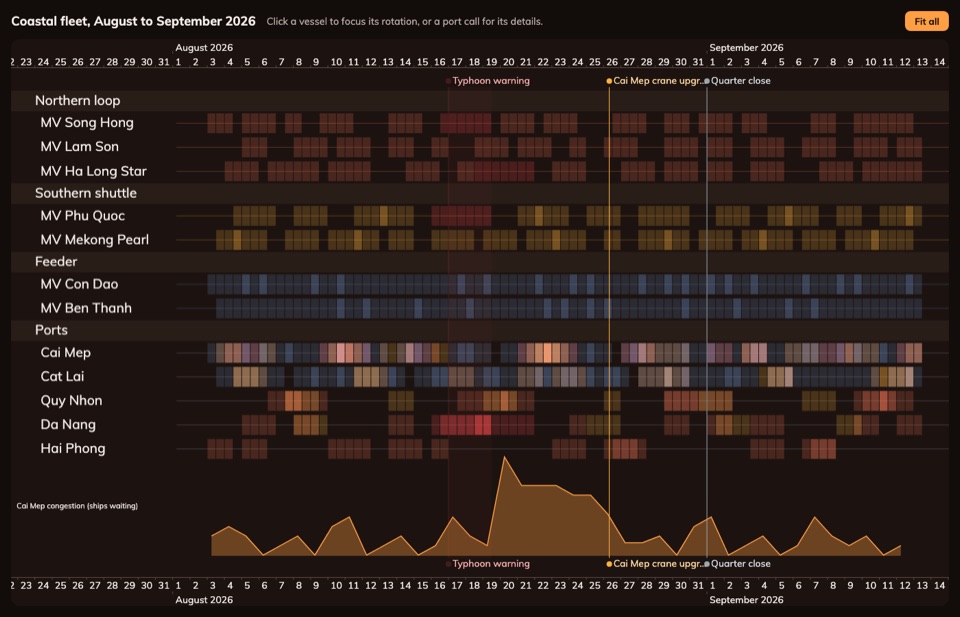 Coastal fleet, August to September 2026 Click a vessel to focus its rotation, or a port call for its details. Fit all
August 2026 September 2026
2 23 24 25 26 27 28 29 30 31 1 2 3 4 5 6 7 8 9 10 11 12 13 14 15 16 17 18 19 20 21 22 23 24 25 26 27 28 29 30 31 1 2 3 4 5 6 7 8 9 10 11 12 13 14
Typhoon warning Cai Mep crane upgr… Quarter close
Northern loop
MV Song Hong
MV Lam Son
MV Ha Long Star
Southern shuttle
MV Phu Quoc
MV Mekong Pearl
Feeder
MV Con Dao
MV Ben Thanh
Ports
Cai Mep
Cat Lai
Quy Nhon
Da Nang
Hai Phong
Cai Mep congestion (ships waiting)
Typhoon warning Cai Mep crane upgr… Quarter close
2 23 24 25 26 27 28 29 30 31 1 2 3 4 5 6 7 8 9 10 11 12 13 14 15 16 17 18 19 20 21 22 23 24 25 26 27 28 29 30 31 1 2 3 4 5 6 7 8 9 10 11 12 13 14
August 2026 September 2026